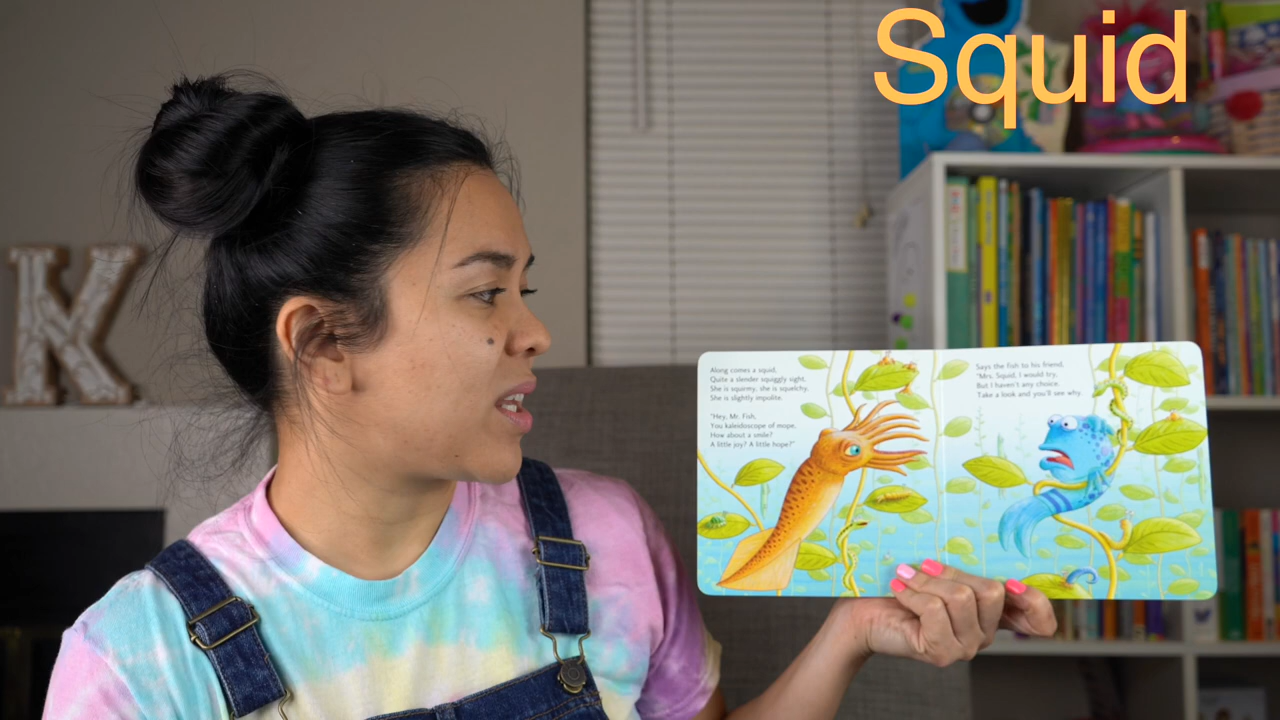 Squid
K
Along comes a squid,
Quite a slender squiggly sight.
She is squirmy, she is squelchy.
She is slightly impolite.
"Hey, Mr. Fish,
You kaleidoscope of mope,
How about a smile?
A little joy? A little hope?"
Says the fish to his friend,
"Mrs. Squid, I would try,
But I haven't any choice.
Take a look and you'll see why.